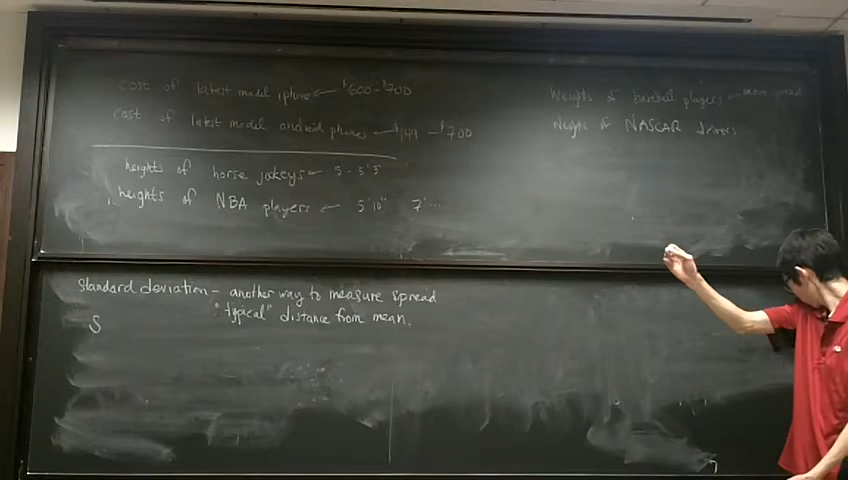 cost of latest model iphone ← $600-$700
cost of latest model android phones ← $149 - $700
heights of horse jockeys ← 5 - 5'5
heights of NBA players ← 5'10" 7'...
Weights of baseball players ← more spread
Weight of NASCAR drivers
Standard deviation - another way to measure spread
: "typical" distance from mean.
S